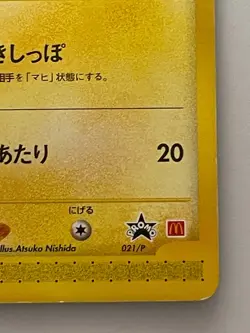 きしっぽ
相手を「マヒ」状態にする。
あたり 20
にげる
PROMO
021/P
llus.Atsuko Nishida